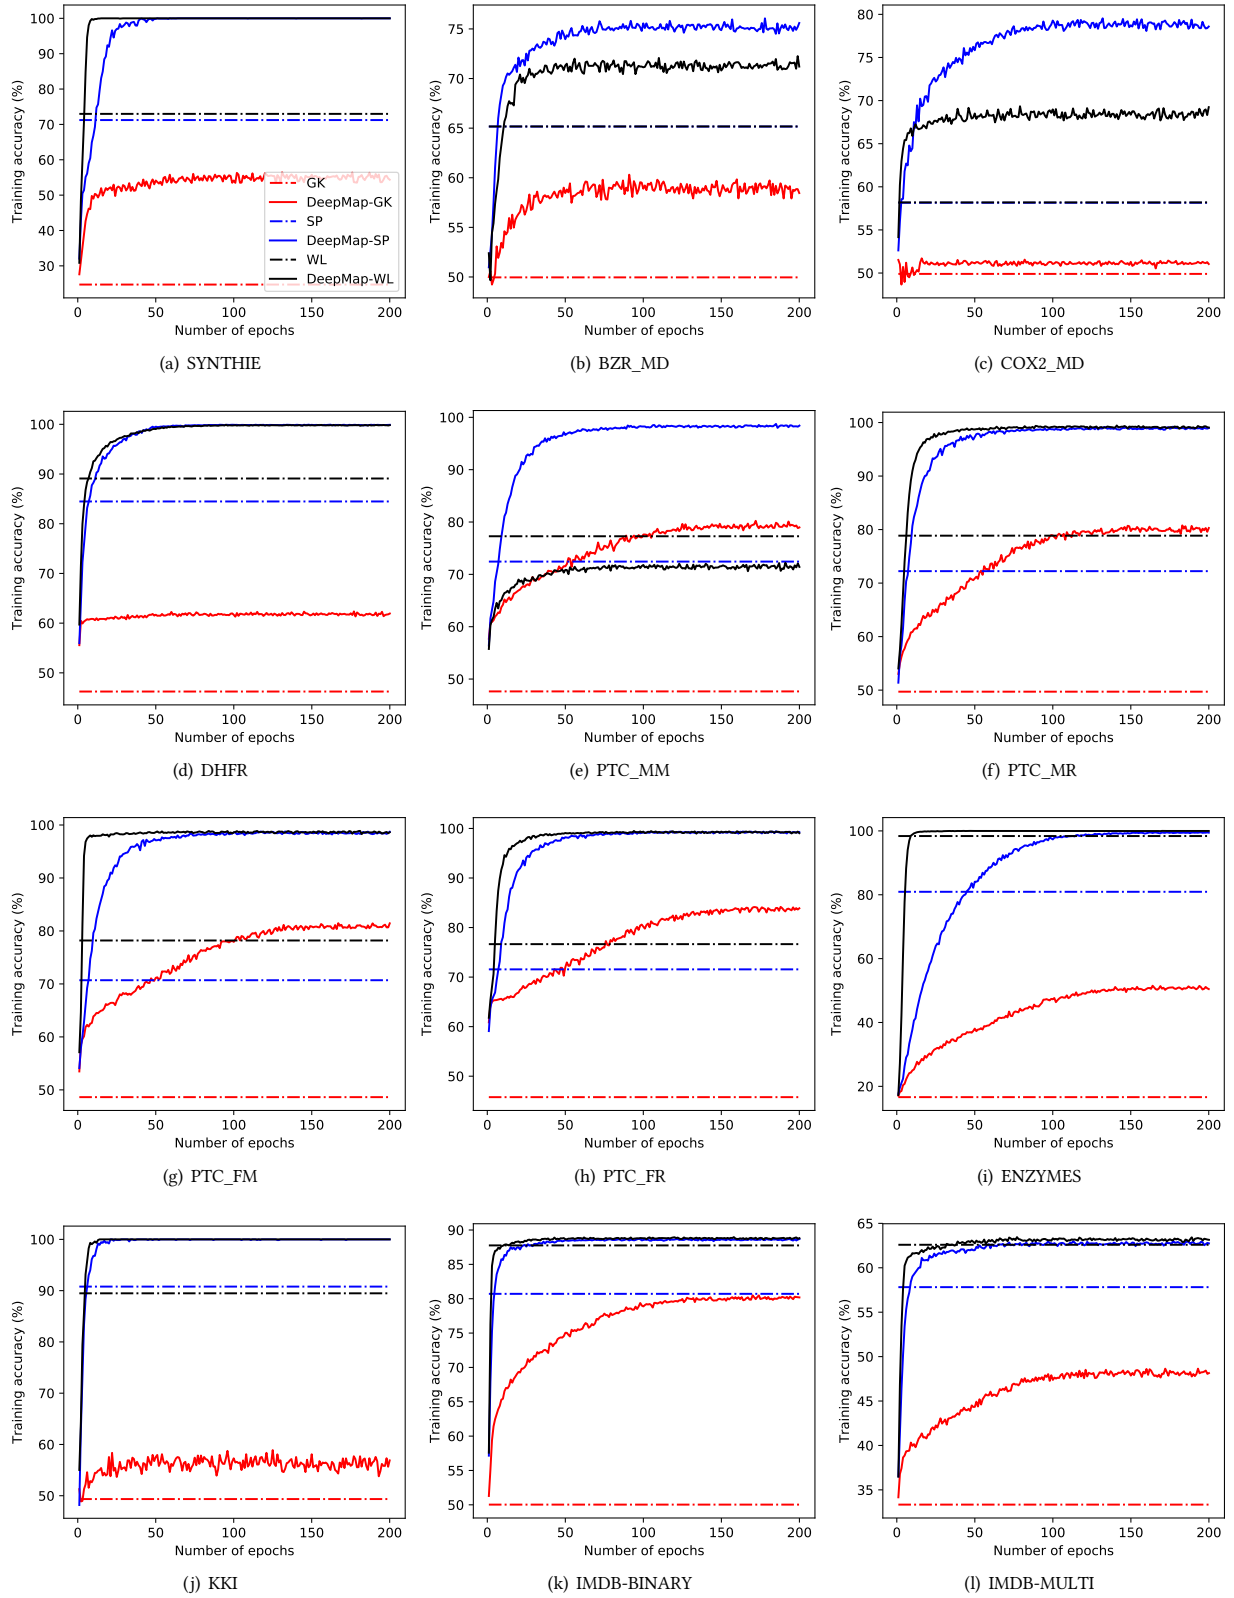 Training accuracy (%)
100
90
80
70
60
50
40
30
GK
DeepMap-GK
SP
DeepMap-SP
WL
DeepMap-WL
0 50 100 150 200
Number of epochs
(a) SYNTHIE
Training accuracy (%)
75
70
65
60
55
50
0 50 100 150 200
Number of epochs
(b) BZR_MD
Training accuracy (%)
80
75
70
65
60
55
50
0 50 100 150 200
Number of epochs
(c) COX2_MD
Training accuracy (%)
100
90
80
70
60
50
0 50 100 150 200
Number of epochs
(d) DHFR
Training accuracy (%)
100
90
80
70
60
50
0 50 100 150 200
Number of epochs
(e) PTC_MM
Training accuracy (%)
100
90
80
70
60
50
0 50 100 150 200
Number of epochs
(f) PTC_MR
Training accuracy (%)
100
90
80
70
60
50
0 50 100 150 200
Number of epochs
(g) PTC_FM
Training accuracy (%)
100
90
80
70
60
50
0 50 100 150 200
Number of epochs
(h) PTC_FR
Training accuracy (%)
100
80
60
40
20
0 50 100 150 200
Number of epochs
(i) ENZYMES
Training accuracy (%)
100
90
80
70
60
50
0 50 100 150 200
Number of epochs
(j) KKI
Training accuracy (%)
90
85
80
75
70
65
60
55
50
0 50 100 150 200
Number of epochs
(k) IMDB-BINARY
Training accuracy (%)
65
60
55
50
45
40
35
0 50 100 150 200
Number of epochs
(l) IMDB-MULTI